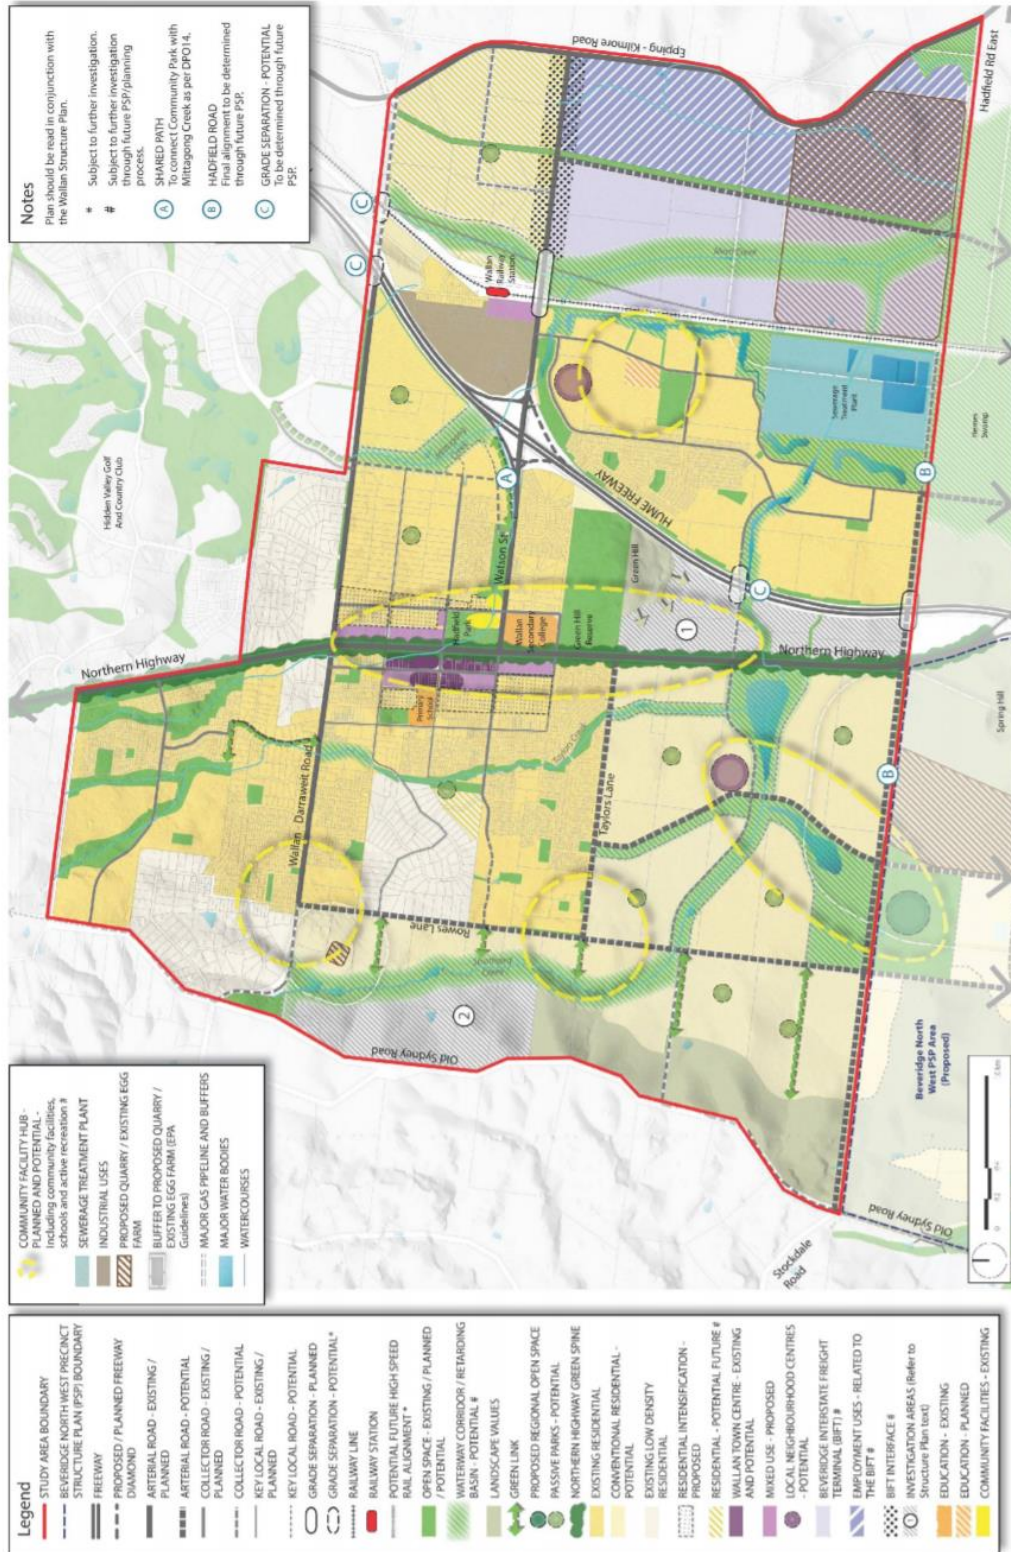 Legend
STUDY AREA BOUNDARY
BEVERIDGE NORTH WEST PRECINCT
STRUCTURE PLAN (PSP) BOUNDARY
FREEWAY
PROPOSED / PLANNED FREEWAY
DIAMOND
ARTERIAL ROAD - EXISTING /
PLANNED
ARTERIAL ROAD - POTENTIAL
COLLECTOR ROAD - EXISTING /
PLANNED
COLLECTOR ROAD - POTENTIAL
KEY LOCAL ROAD - EXISTING /
PLANNED
KEY LOCAL ROAD - POTENTIAL
GRADE SEPARATION - PLANNED
GRADE SEPARATION - POTENTIAL*
RAILWAY LINE
RAILWAY STATION
POTENTIAL FUTURE HIGH SPEED
RAIL ALIGNMENT *
OPEN SPACE - EXISTING / PLANNED
/ POTENTIAL
WATERWAY CORRIDOR / RETARDING
BASIN - POTENTIAL #
LANDSCAPE VALUES
GREEN LINK
PROPOSED REGIONAL OPEN SPACE
PASSIVE PARKS - POTENTIAL
NORTHERN HIGHWAY GREEN SPINE
EXISTING RESIDENTIAL
CONVENTIONAL RESIDENTIAL -
POTENTIAL
EXISTING LOW DENSITY
RESIDENTIAL
RESIDENTIAL INTENSIFICATION -
PROPOSED
RESIDENTIAL - POTENTIAL FUTURE #
WALLAN TOWN CENTRE - EXISTING
AND POTENTIAL
MIXED USE - PROPOSED
LOCAL NEIGHBOURHOOD CENTRES
- POTENTIAL
BEVERIDGE INTERSTATE FREIGHT
TERMINAL (BIFT) #
EMPLOYMENT USES - RELATED TO
THE BIFT #
BIFT INTERFACE #
1
INVESTIGATION AREAS (Refer to
Structure Plan text)
EDUCATION - EXISTING
EDUCATION - PLANNED
COMMUNITY FACILITIES - EXISTING
COMMUNITY FACILITY HUB -
PLANNED AND POTENTIAL -
Including community facilities,
schools and active recreation #
SEWERAGE TREATMENT PLANT
INDUSTRIAL USES
PROPOSED QUARRY / EXISTING EGG
FARM
BUFFER TO PROPOSED QUARRY /
EXISTING EGG FARM (EPA
Guidelines)
MAJOR GAS PIPELINE AND BUFFERS
MAJOR WATER BODIES
WATERCOURSES
Notes
Plan should be read in conjunction with
the Wallan Structure Plan.
* Subject to further investigation.
# Subject to further investigation
through future PSP/planning
process.
A SHARED PATH
To connect Community Park with
Mittagong Creek as per DPO14.
B HADFIELD ROAD
Final alignment to be determined
through future PSP.
C GRADE SEPARATION - POTENTIAL
To be determined through future
PSP.
Hidden Valley Golf
And Country Club
Northern Highway
Wallan - Darraweit Road
Old Sydney Road
2
Rowes Lane
Taylors Lane
Taylors Creek
Primary
School
Hadfield
Park
Watson St
A
Wallan
Secondary
College
Green Hill
Reserve
Green Hill
1
Northern Highway
HUME FREEWAY
C
C
C
Wallan
Railway
Station
Epping - Kilmore Road
Hadfield Rd East
Sewerage
Treatment
Plant
Hernes
Swamp
B
B
Spring Hill
Beveridge North
West PSP Area
(Proposed)
Old Sydney Road
Stockdale
Road
0